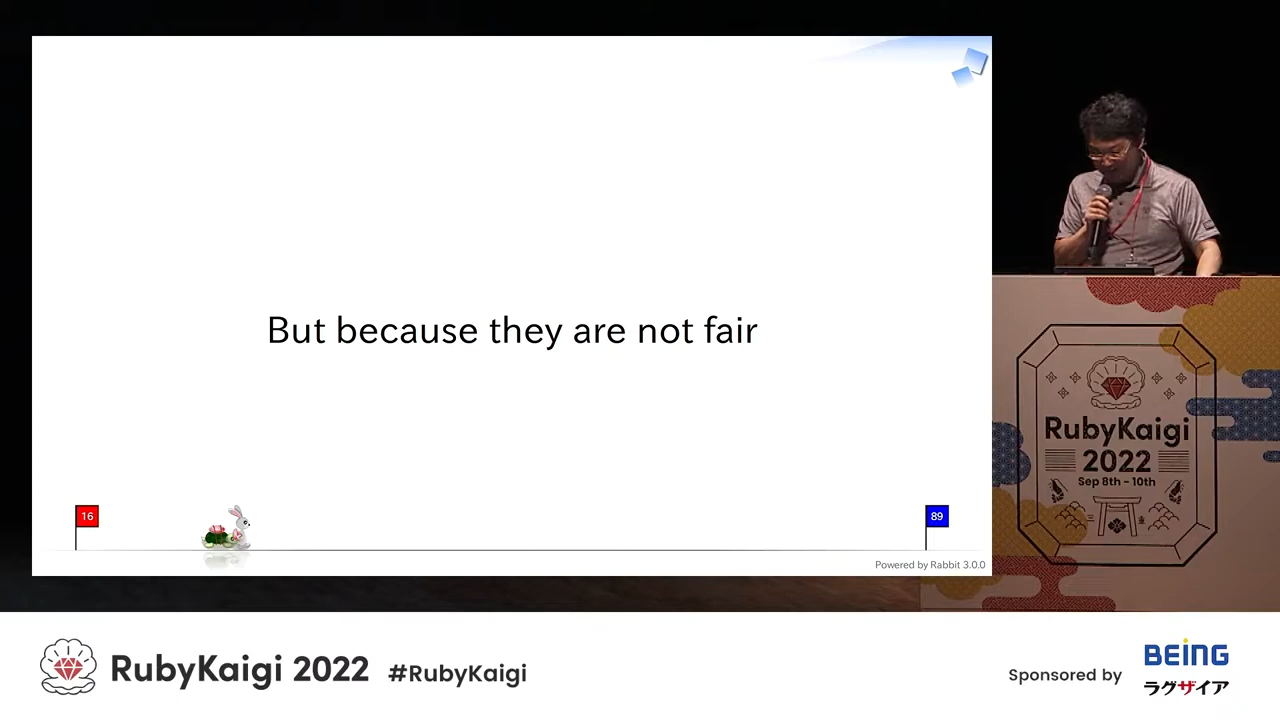 But because they are not fair
16
89
Powered by Rabbit 3.0.0
RubyKaigi
2022
Sep 8th - 10th
RubyKaigi 2022 #RubyKaigi
Sponsored by
BEING
ラグザイア